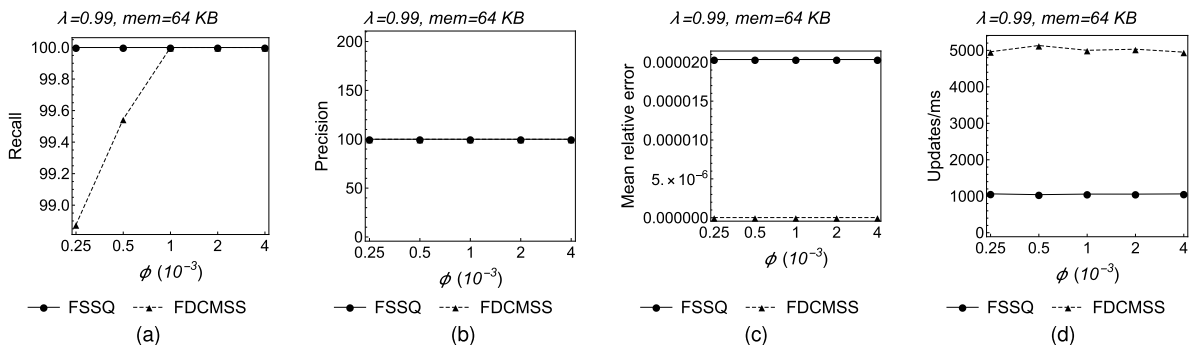 λ=0.99, mem=64 KB
Recall
100.0
99.8
99.6
99.4
99.2
99.0
0.25 0.5 1 2 4
ϕ (10⁻³)
FSSQ FDCMSS
(a)
λ=0.99, mem=64 KB
Precision
200
150
100
50
0
0.25 0.5 1 2 4
ϕ (10⁻³)
FSSQ FDCMSS
(b)
λ=0.99, mem=64 KB
Mean relative error
0.000020
0.000015
0.000010
5.×10⁻⁶
0.000000
0.25 0.5 1 2 4
ϕ (10⁻³)
FSSQ FDCMSS
(c)
λ=0.99, mem=64 KB
Updates/ms
5000
4000
3000
2000
1000
0
0.25 0.5 1 2 4
ϕ (10⁻³)
FSSQ FDCMSS
(d)